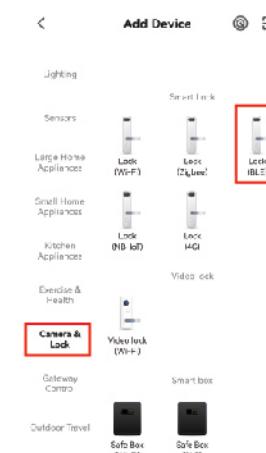 Add Device
Lighting
Smart Lock
Sensors
Large Home
Appliances
Lock
(Wi-Fi)
Lock
(Zigbee)
Lock
(BLE)
Small Home
Appliances
Lock
(NB-IoT)
Lock
(4G)
Kitchen
Appliances
Video lock
Exercise &
Health
Camera &
Lock
Video lock
(Wi-Fi)
Gateway
Control
Smart box
Outdoor Travel
Safe Box
Safe Box